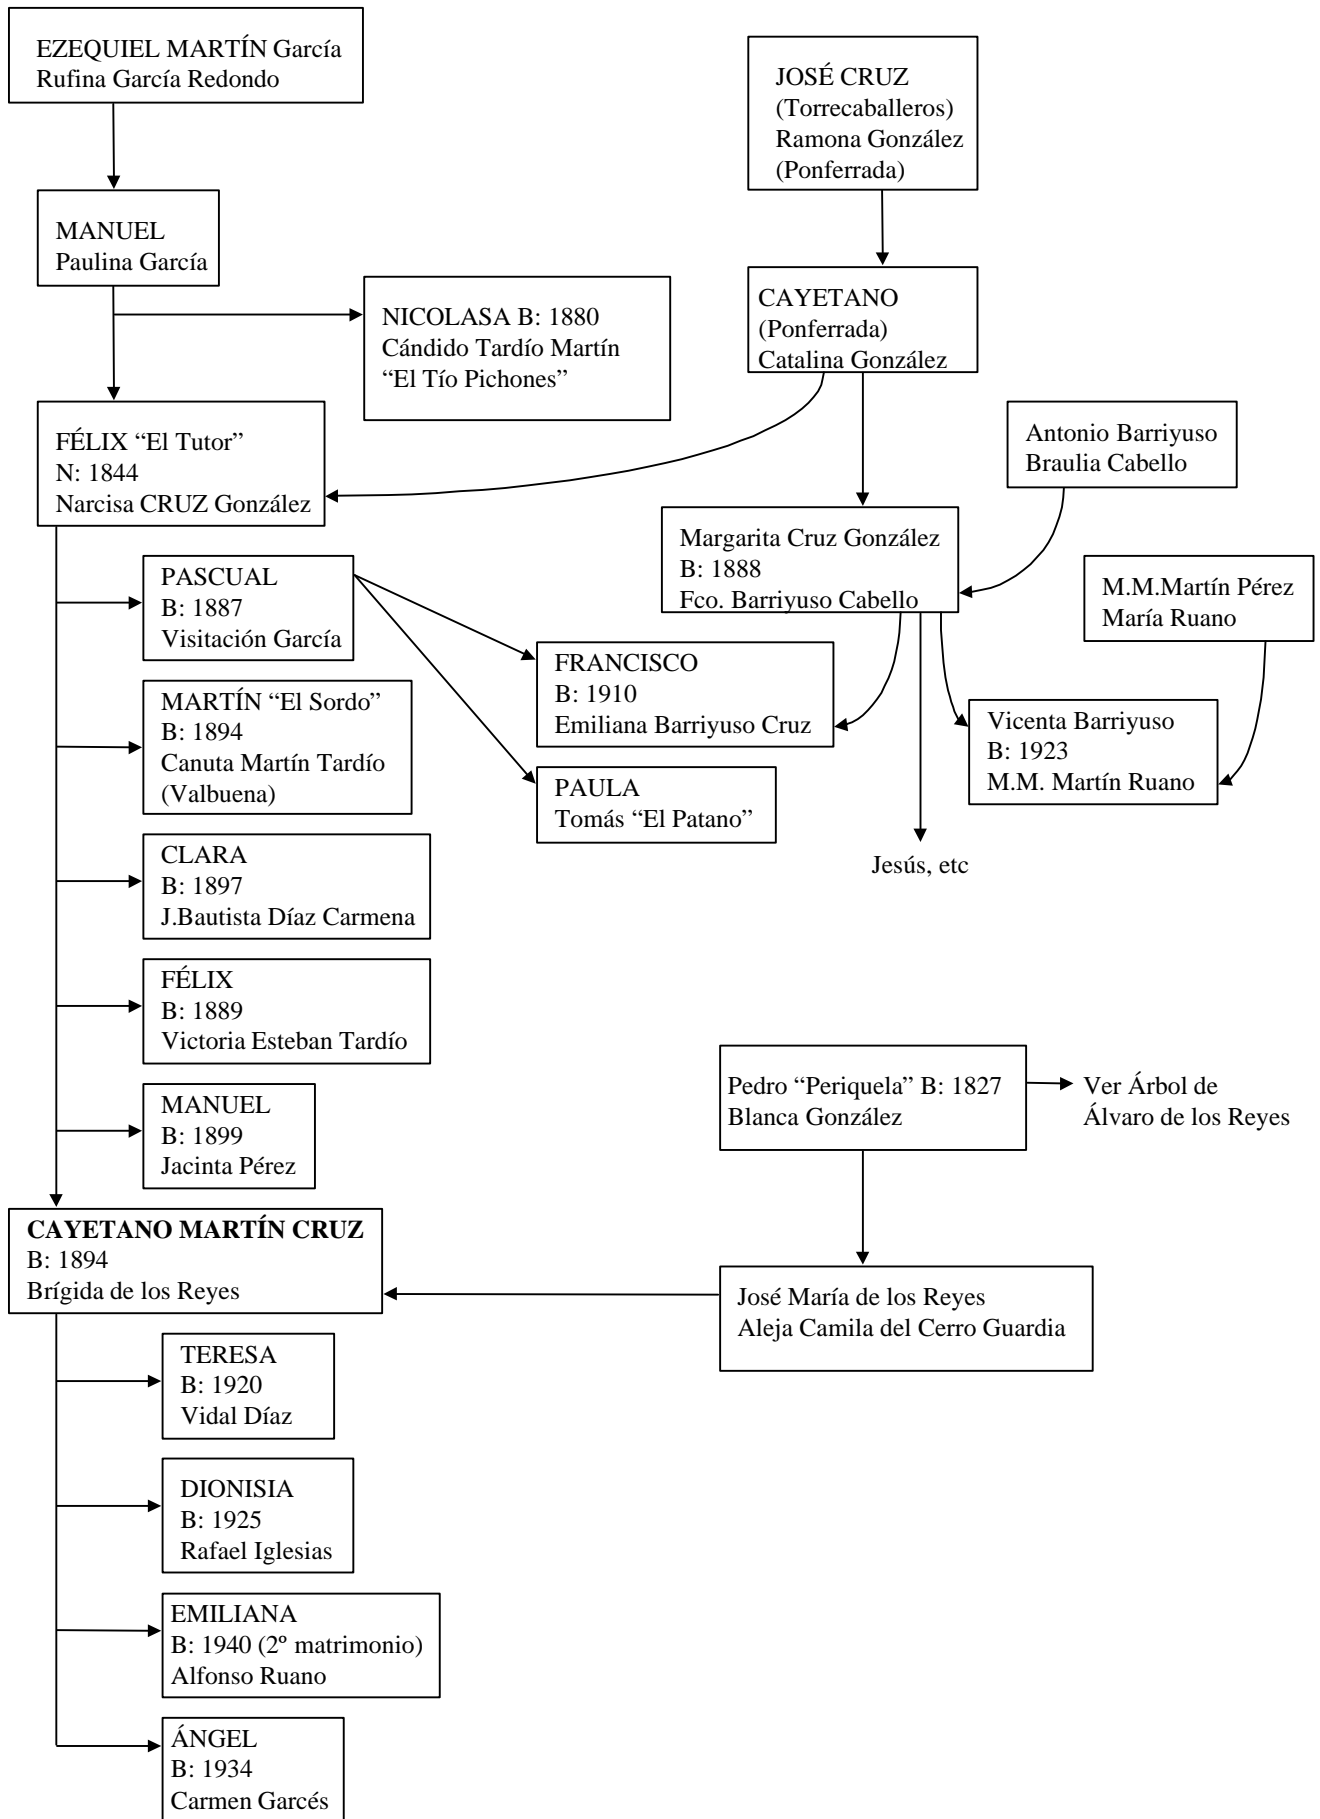 EZEQUIEL MARTÍN García
Rufina García Redondo
JOSÉ CRUZ
(Torrecaballeros)
Ramona González
(Ponferrada)
MANUEL
Paulina García
NICOLASA B: 1880
Cándido Tardío Martín
“El Tío Pichones”
CAYETANO
(Ponferrada)
Catalina González
FÉLIX “El Tutor”
N: 1844
Narcisa CRUZ González
Antonio Barriyuso
Braulia Cabello
Margarita Cruz González
B: 1888
Fco. Barriyuso Cabello
M.M.Martín Pérez
María Ruano
PASCUAL
B: 1887
Visitación García
FRANCISCO
B: 1910
Emiliana Barriyuso Cruz
Vicenta Barriyuso
B: 1923
M.M. Martín Ruano
MARTÍN “El Sordo”
B: 1894
Canuta Martín Tardío
(Valbuena)
PAULA
Tomás “El Patano”
Jesús, etc
CLARA
B: 1897
J.Bautista Díaz Carmena
FÉLIX
B: 1889
Victoria Esteban Tardío
Pedro “Periquela” B: 1827
Blanca González
Ver Árbol de
Álvaro de los Reyes
MANUEL
B: 1899
Jacinta Pérez
CAYETANO MARTÍN CRUZ
B: 1894
Brígida de los Reyes
José María de los Reyes
Aleja Camila del Cerro Guardia
TERESA
B: 1920
Vidal Díaz
DIONISIA
B: 1925
Rafael Iglesias
EMILIANA
B: 1940 (2º matrimonio)
Alfonso Ruano
ÁNGEL
B: 1934
Carmen Garcés